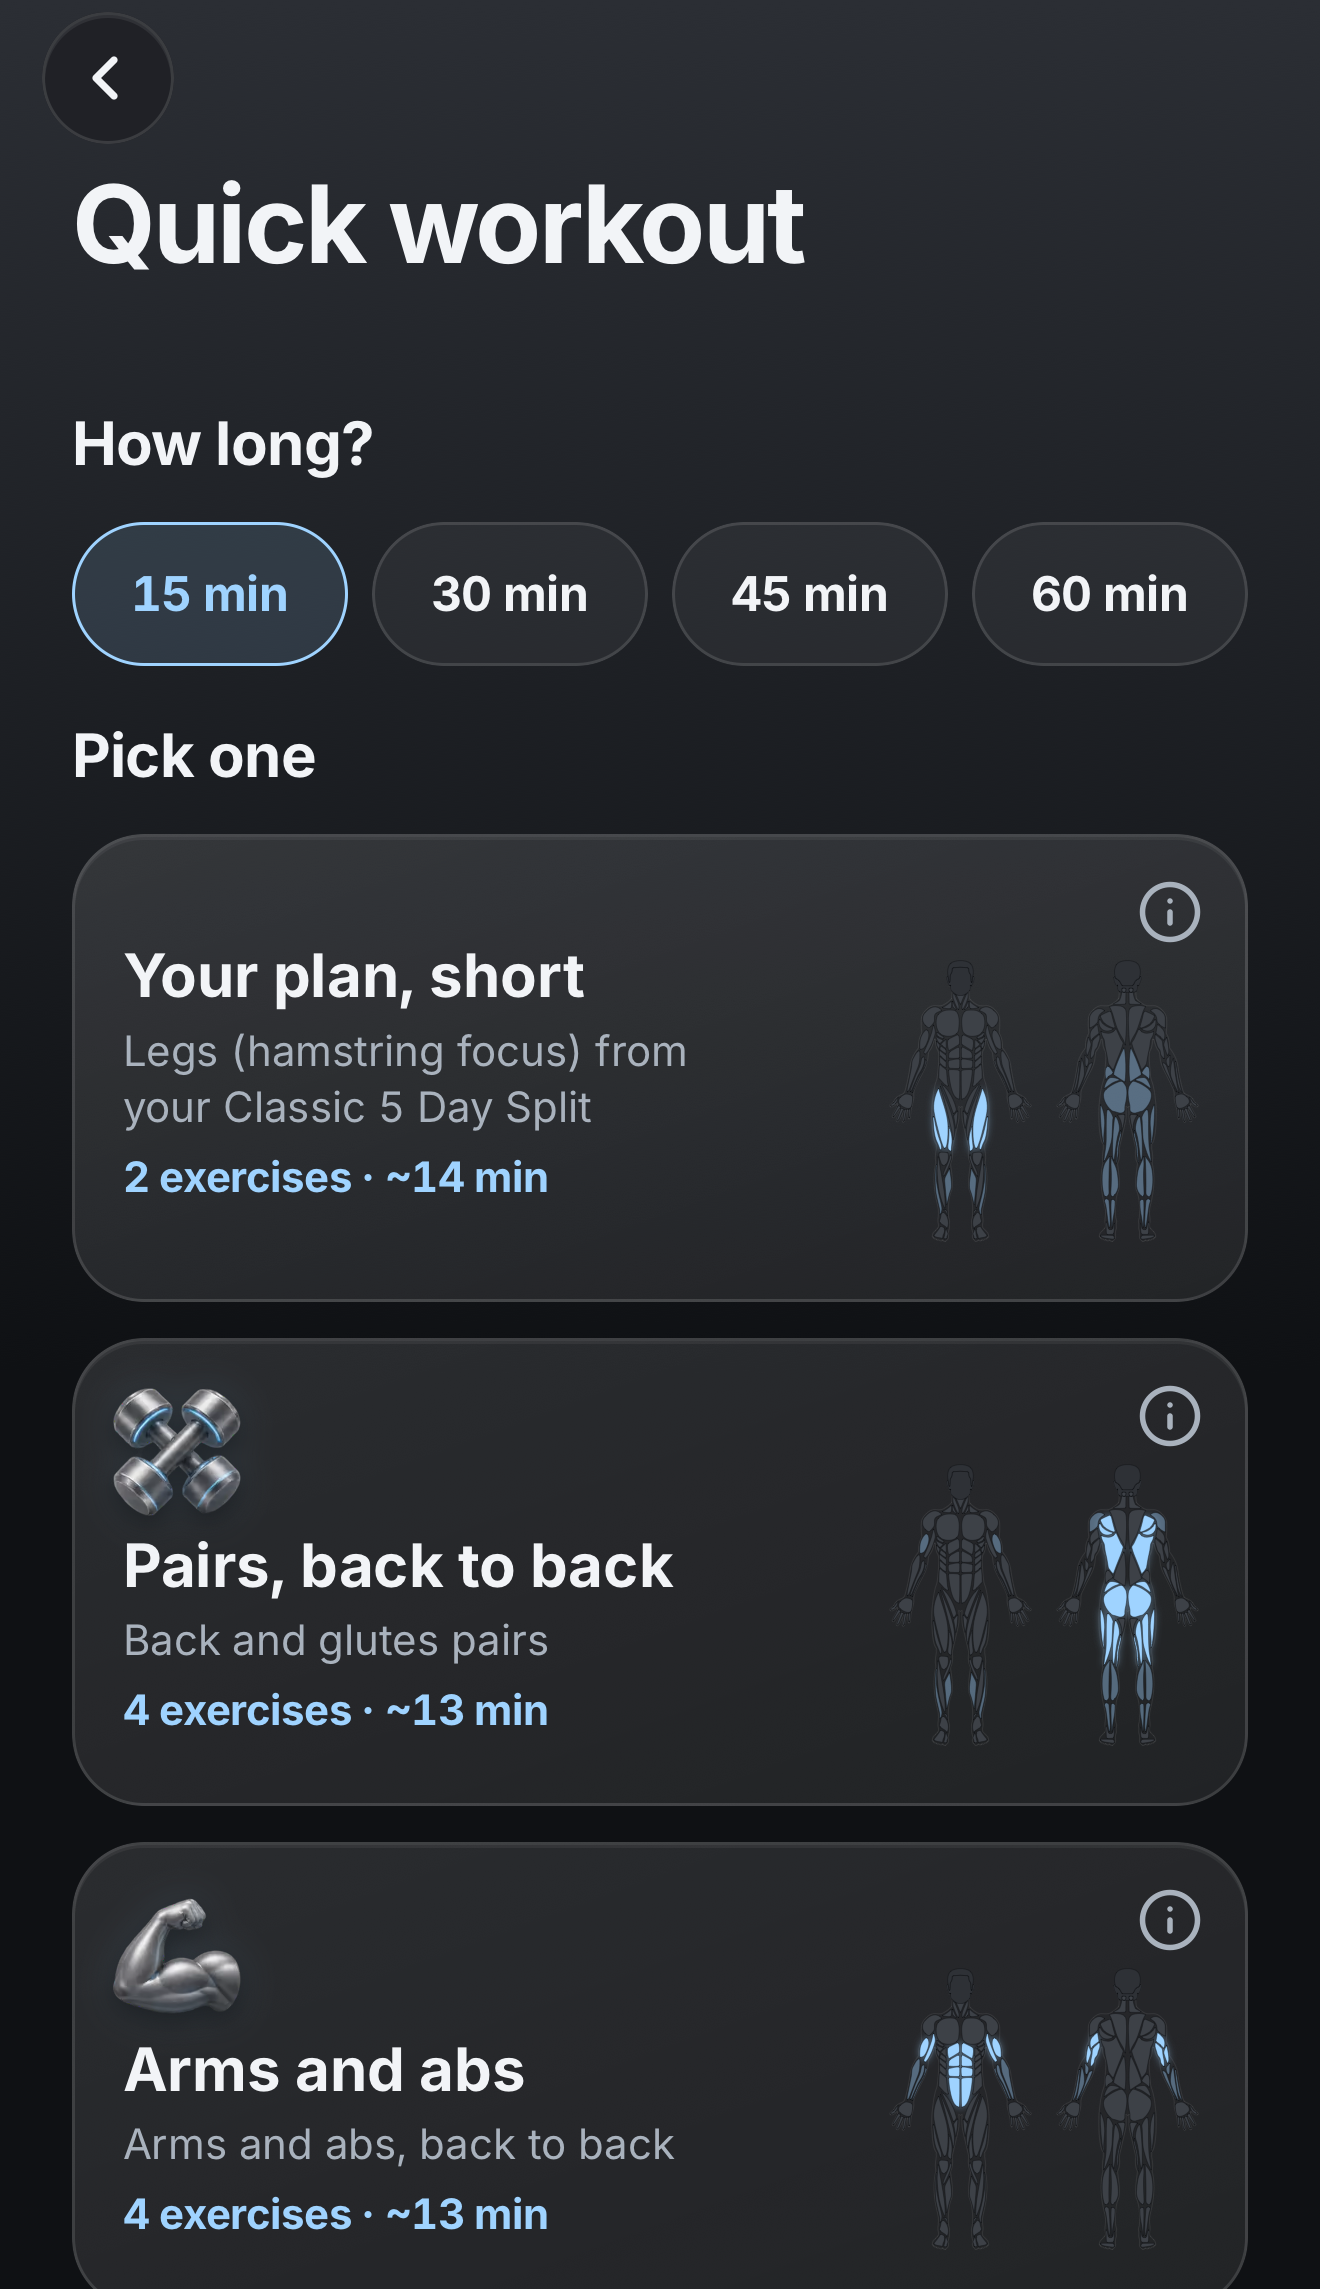 Quick workout
How long?
15 min
30 min
45 min
60 min
Pick one
Your plan, short
Legs (hamstring focus) from
your Classic 5 Day Split
2 exercises · ~14 min
Pairs, back to back
Back and glutes pairs
4 exercises · ~13 min
Arms and abs
Arms and abs, back to back
4 exercises · ~13 min